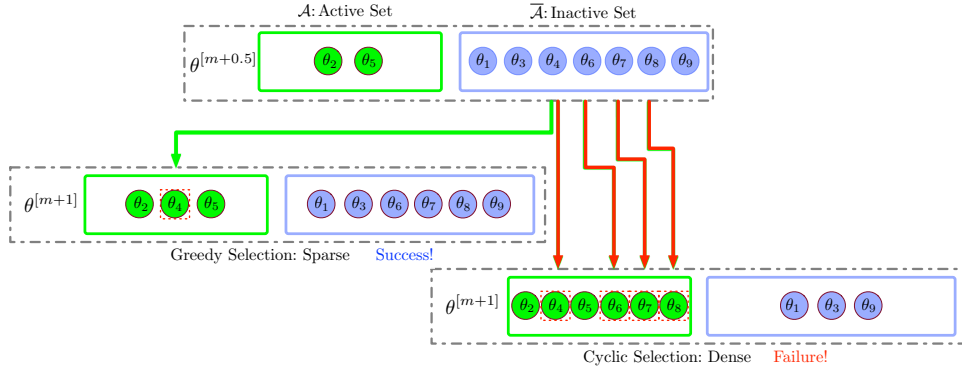 𝒜: Active Set
𝒜̅: Inactive Set
θ^[m+0.5]
θ₂ θ₅
θ₁ θ₃ θ₄ θ₆ θ₇ θ₈ θ₉
θ^[m+1]
θ₂ θ₄ θ₅
θ₁ θ₃ θ₆ θ₇ θ₈ θ₉
Greedy Selection: Sparse Success!
θ^[m+1]
θ₂ θ₄ θ₅ θ₆ θ₇ θ₈
θ₁ θ₃ θ₉
Cyclic Selection: Dense Failure!